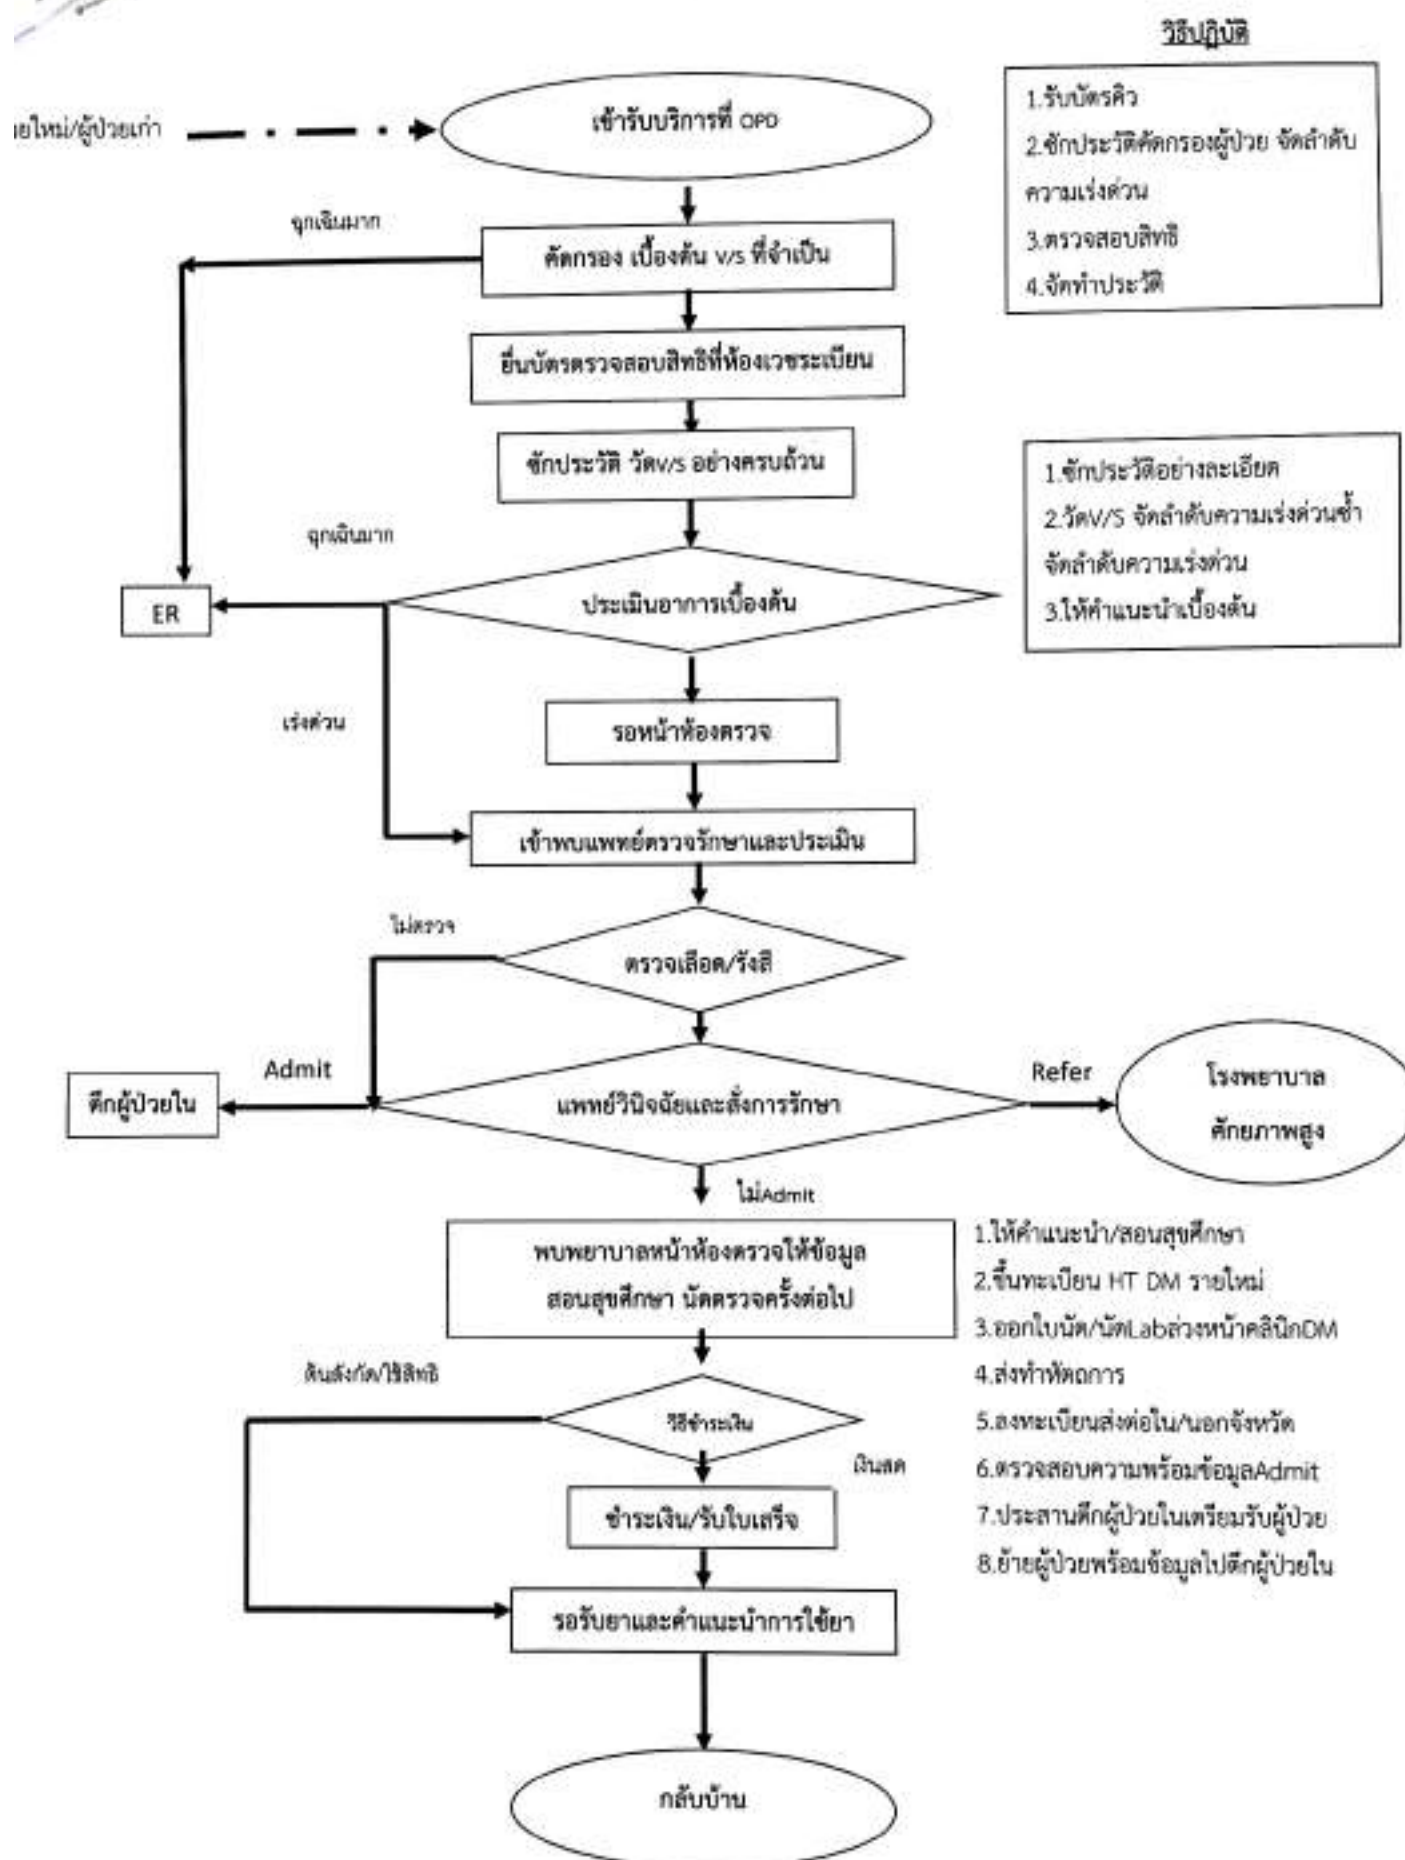 วิธีปฏิบัติ
ยใหม่/ผู้ป่วยเก่า
เข้ารับบริการที่ OPD
1.รับบัตรคิว
2.ซักประวัติคัดกรองผู้ป่วย จัดลำดับ
ความเร่งด่วน
3.ตรวจสอบสิทธิ
4.จัดทำประวัติ
ฉุกเฉินมาก
คัดกรอง เบื้องต้น V/S ที่จำเป็น
ยื่นบัตรตรวจสอบสิทธิที่ห้องเวชระเบียน
ซักประวัติ วัดV/S อย่างครบถ้วน
1.ซักประวัติอย่างละเอียด
2.วัดV/S จัดลำดับความเร่งด่วนซ้ำ
จัดลำดับความเร่งด่วน
3.ให้คำแนะนำเบื้องต้น
ฉุกเฉินมาก
ประเมินอาการเบื้องต้น
ER
เร่งด่วน
รอหน้าห้องตรวจ
เข้าพบแพทย์ตรวจรักษาและประเมิน
ไม่ตรวจ
ตรวจเลือด/รังสี
Admit
ตึกผู้ป่วยใน
แพทย์วินิจฉัยและสั่งการรักษา
Refer
โรงพยาบาล
ศักยภาพสูง
ไม่Admit
พบพยาบาลหน้าห้องตรวจให้ข้อมูล
สอนสุขศึกษา นัดตรวจครั้งต่อไป
1.ให้คำแนะนำ/สอนสุขศึกษา
2.ขึ้นทะเบียน HT DM รายใหม่
3.ออกใบนัด/นัดLabล่วงหน้าคลินิกDM
4.ส่งทำหัตถการ
5.ลงทะเบียนส่งต่อใน/นอกจังหวัด
6.ตรวจสอบความพร้อมข้อมูลAdmit
7.ประสานตึกผู้ป่วยในเตรียมรับผู้ป่วย
8.ย้ายผู้ป่วยพร้อมข้อมูลไปตึกผู้ป่วยใน
ต้นสังกัด/ใช้สิทธิ
วิธีชำระเงิน
เงินสด
ชำระเงิน/รับใบเสร็จ
รอรับยาและคำแนะนำการใช้ยา
กลับบ้าน